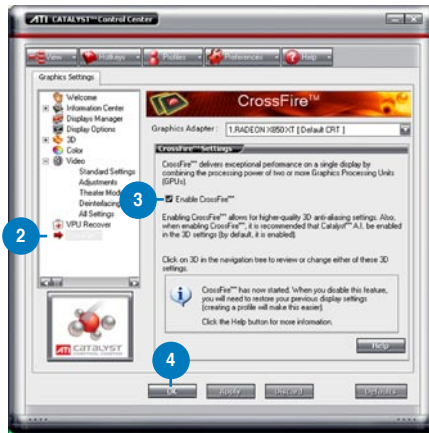 ATI CATALYST™ Control Center
View Hotkeys Profiles Preferences Help
Graphics Settings
Welcome
Information Center
Displays Manager
Display Options
3D
Color
Video
Standard Settings
Adjustments
Theater Mode
Deinterlacing
All Settings
VPU Recover
2
ATI CATALYST
CONTROL CENTER
CrossFire™
Graphics Adapter: 1.RADEON X850XT [ Default CRT ]
CrossFire™ Settings
CrossFire™ delivers exceptional performance on a single display by
combining the processing power of two or more Graphics Processing Units
(GPUs).
3
Enable CrossFire™
Enabling CrossFire™ allows for higher-quality 3D anti-aliasing settings. Also,
when enabling CrossFire™, it is recommended that Catalyst™ A.I. be enabled
in the 3D settings (by default, it is enabled).
Click on 3D in the navigation tree to review or change either of these 3D
settings.
CrossFire™ has now started. When you disable this feature,
you will need to restore your previous display settings
(creating a profile will make this easier).
Click the Help button for more information.
Help
4
OK Apply Discard Defaults